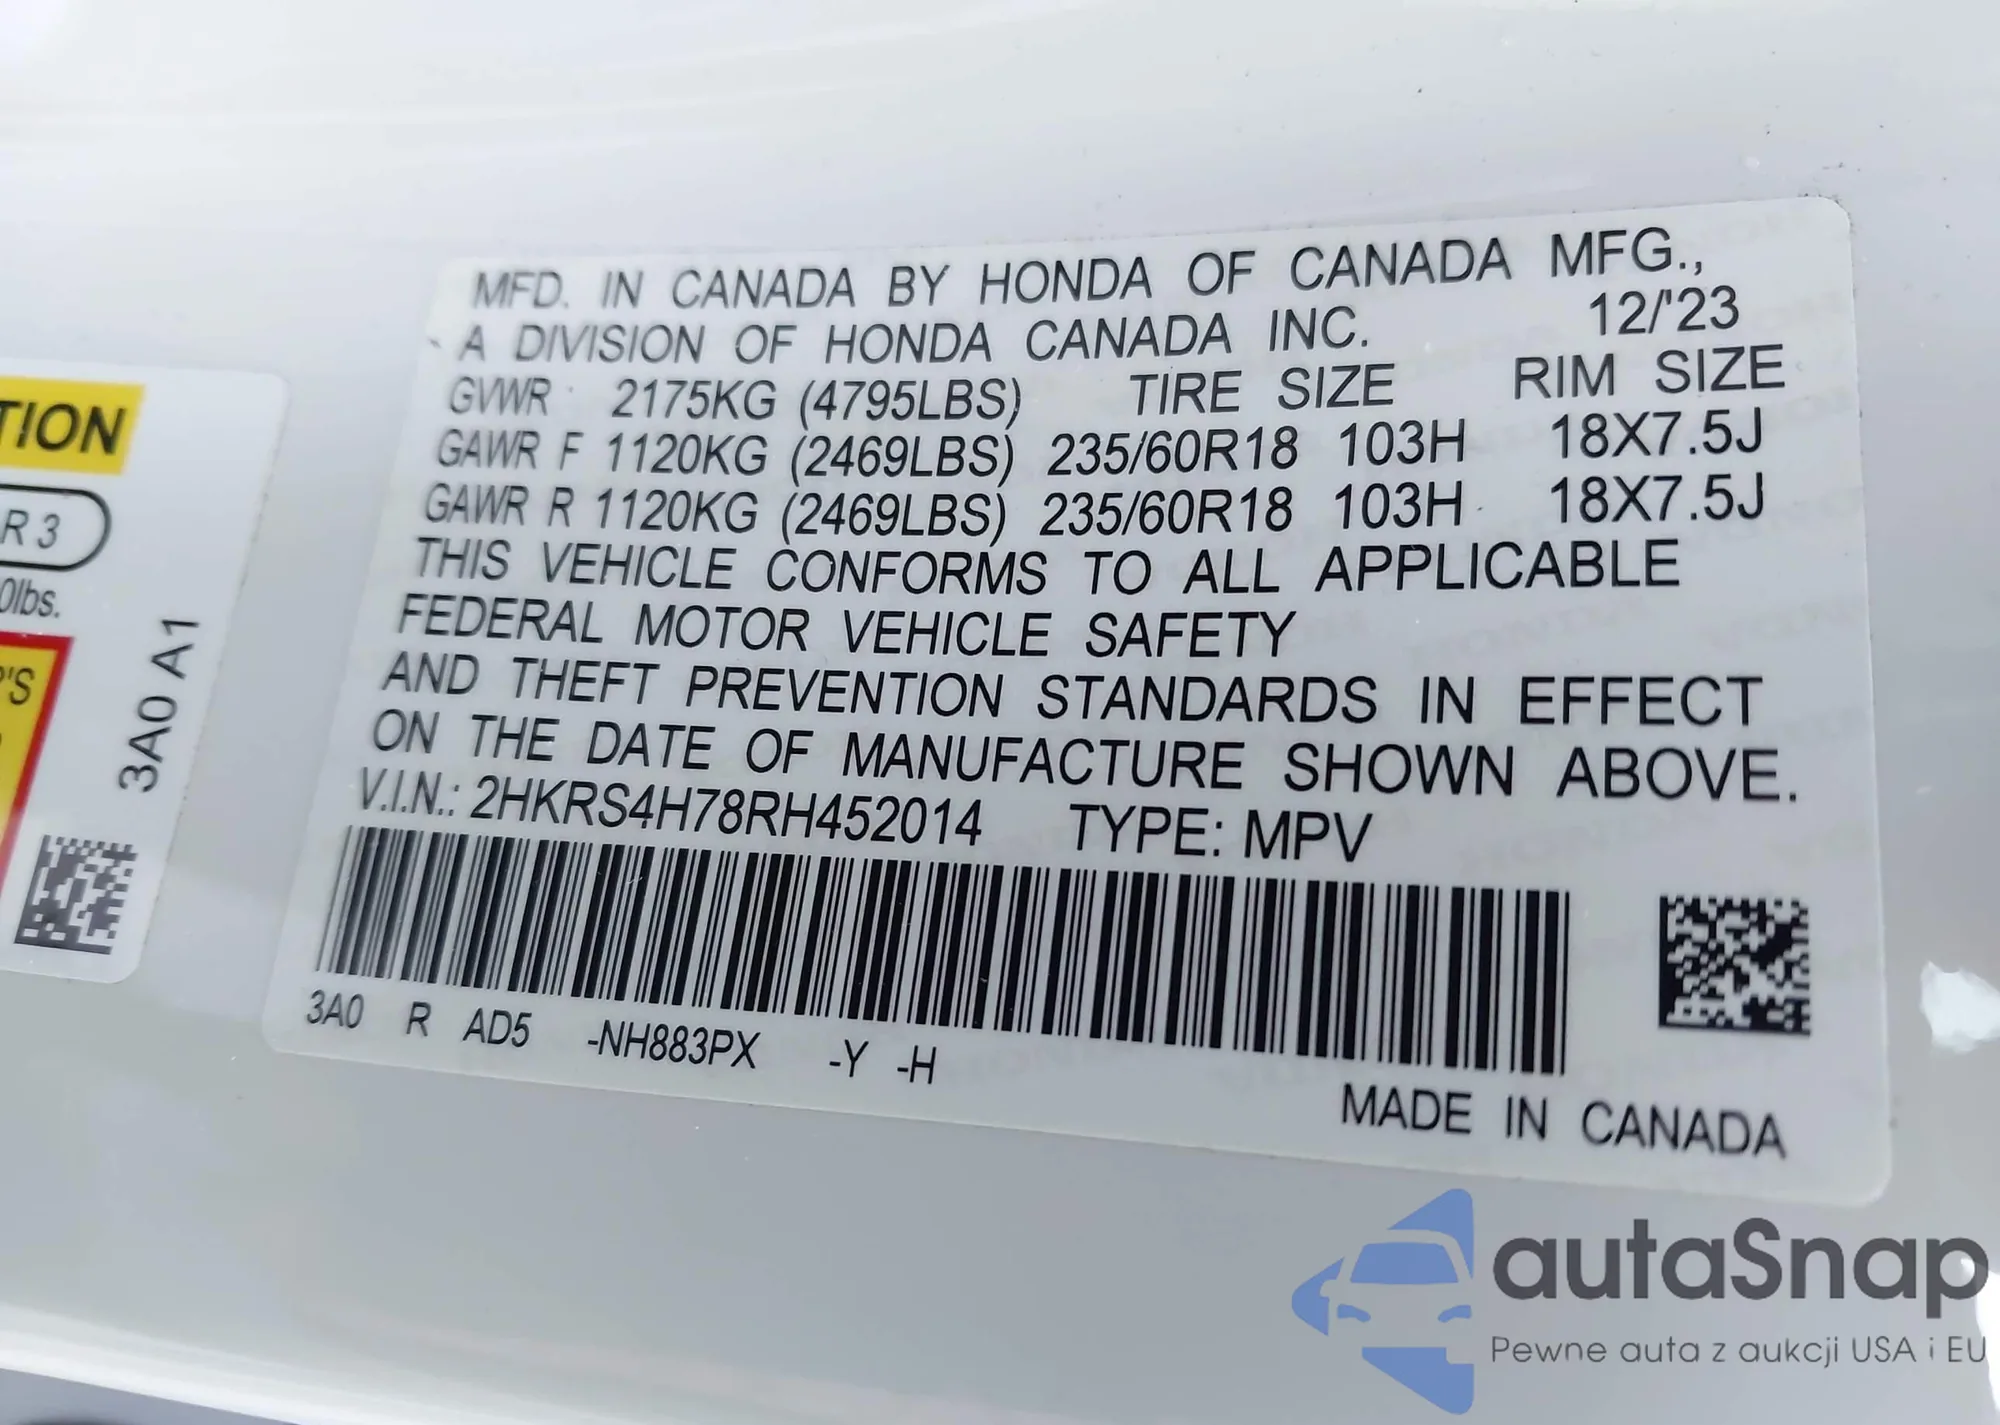 MFD. IN CANADA BY HONDA OF CANADA MFG.,
A DIVISION OF HONDA CANADA INC. 12/'23
GVWR 2175KG (4795LBS) TIRE SIZE RIM SIZE
GAWR F 1120KG (2469LBS) 235/60R18 103H 18X7.5J
GAWR R 1120KG (2469LBS) 235/60R18 103H 18X7.5J
THIS VEHICLE CONFORMS TO ALL APPLICABLE
FEDERAL MOTOR VEHICLE SAFETY
AND THEFT PREVENTION STANDARDS IN EFFECT
ON THE DATE OF MANUFACTURE SHOWN ABOVE.
V.I.N.: 2HKRS4H78RH452014 TYPE: MPV
3A0 R AD5 -NH883PX -Y -H
MADE IN CANADA
TION
R 3
0lbs.
'S
3A0 A1
autoSnap
Pewne auta z aukcji USA i EU